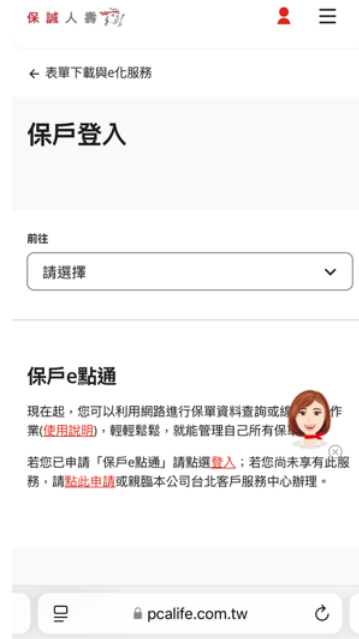 保誠人壽
← 表單下載與e化服務
保戶登入
前往
請選擇
保戶e點通
現在起，您可以利用網路進行保單資料查詢或線 作
業(使用說明)，輕輕鬆鬆，就能管理自己所有保
若您已申請「保戶e點通」請點選登入；若您尚未享有此服
務，請點此申請或親臨本公司台北客戶服務中心辦理。
pcalife.com.tw